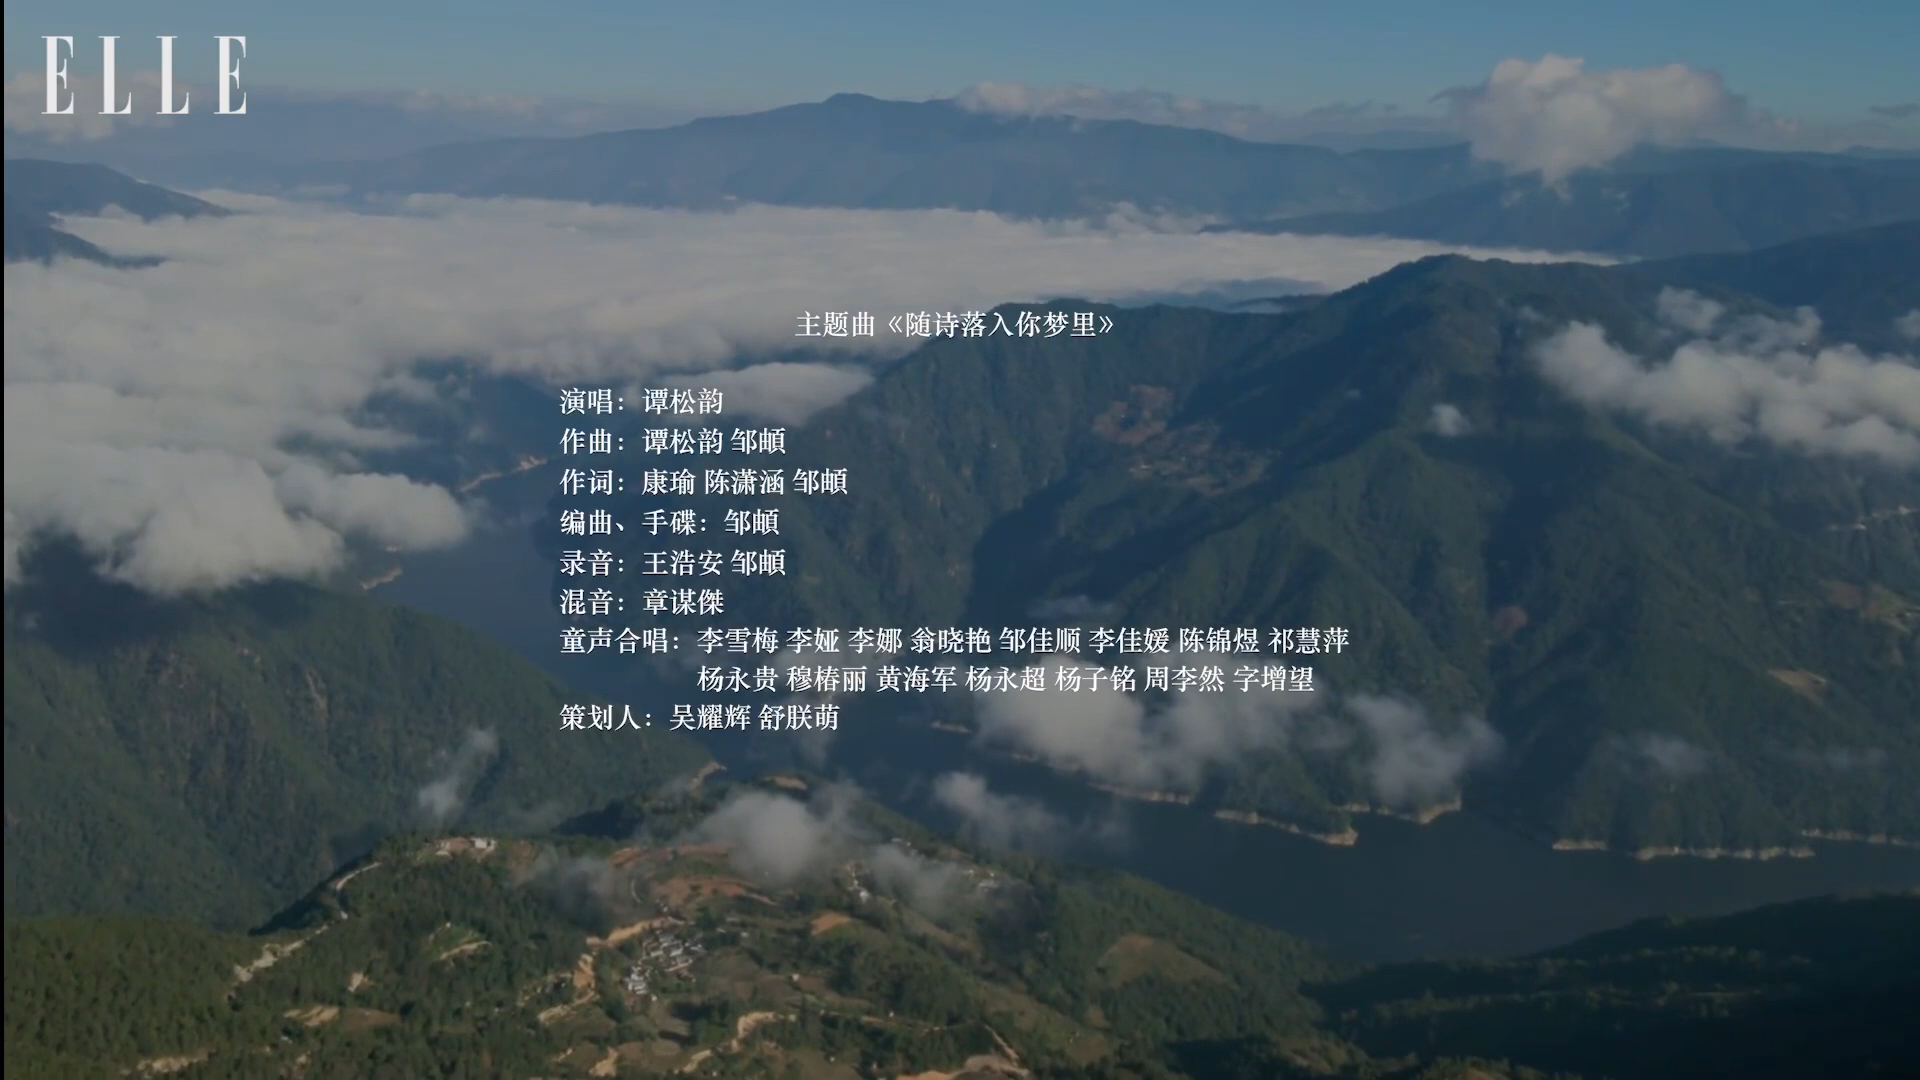 ELLE
主题曲《随诗落入你梦里》
演唱：谭松韵
作曲：谭松韵 邹頔
作词：康瑜 陈潇涵 邹頔
编曲、手碟：邹頔
录音：王浩安 邹頔
混音：章谋傑
童声合唱：李雪梅 李娅 李娜 翁晓艳 邹佳顺 李佳媛 陈锦煜 祁慧萍
杨永贵 穆椿丽 黄海军 杨永超 杨子铭 周李然 字增望
策划人：吴耀辉 舒朕萌